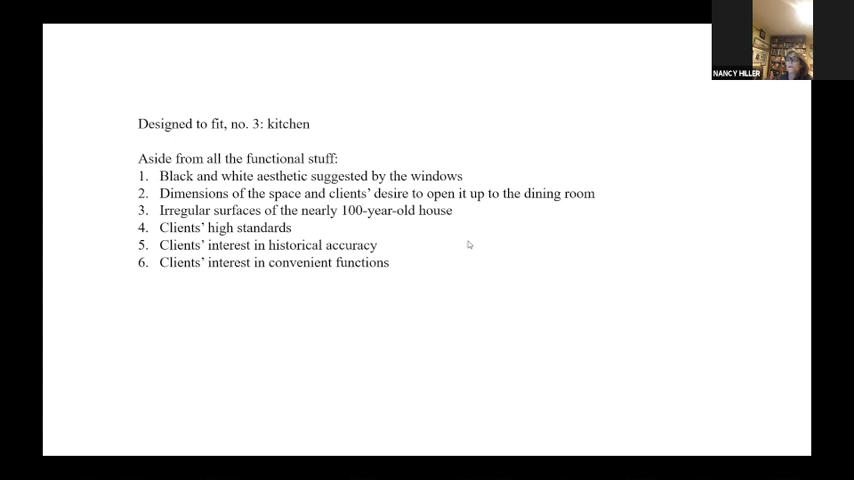 NANCY HILLER
Designed to fit, no. 3: kitchen
Aside from all the functional stuff:
1. Black and white aesthetic suggested by the windows
2. Dimensions of the space and clients’ desire to open it up to the dining room
3. Irregular surfaces of the nearly 100-year-old house
4. Clients’ high standards
5. Clients’ interest in historical accuracy
6. Clients’ interest in convenient functions